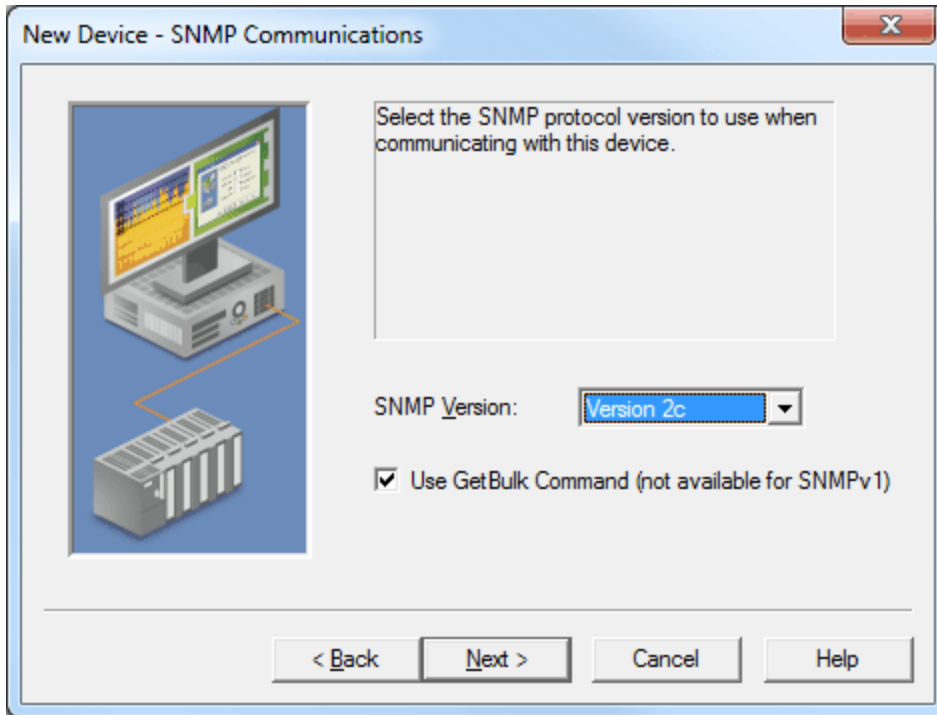 New Device - SNMP Communications
Select the SNMP protocol version to use when
communicating with this device.
SNMP Version:
Version 2c
Use GetBulk Command (not available for SNMPv1)
< Back
Next >
Cancel
Help